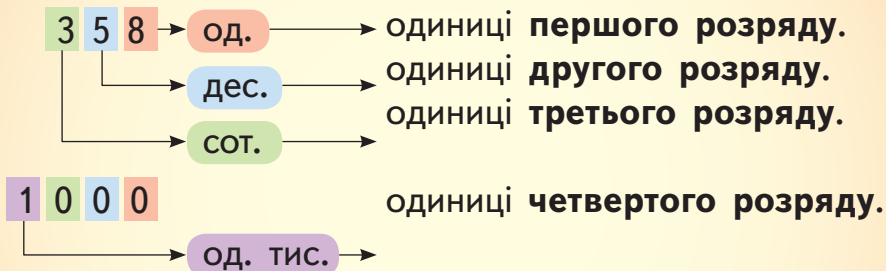 358 од. одиниці першого розряду.
дес. одиниці другого розряду.
сот. одиниці третього розряду.
1000 одиниці четвертого розряду.
од. тис.